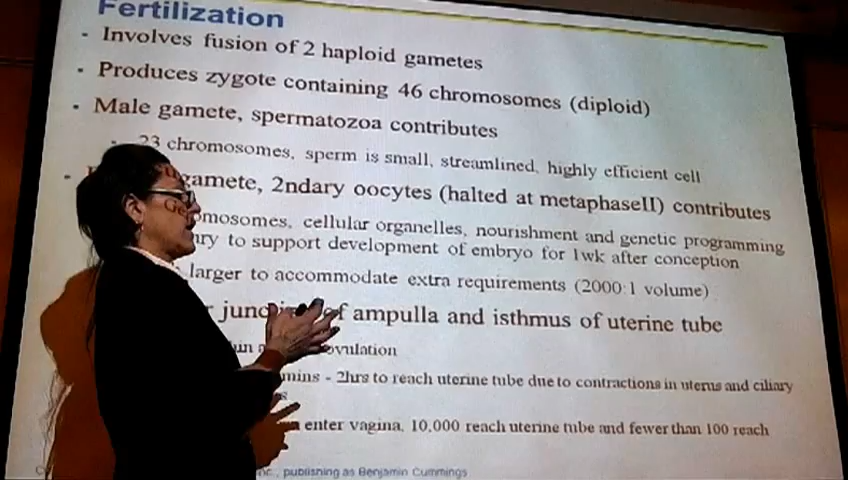 Fertilization
- Involves fusion of 2 haploid gametes
- Produces zygote containing 46 chromosomes (diploid)
- Male gamete, spermatozoa contributes
23 chromosomes, sperm is small, streamlined, highly efficient cell
- gamete, 2ndary oocytes (halted at metaphaseII) contributes
cellular organelles, nourishment and genetic programming
to support development of embryo for 1wk after conception
larger to accommodate extra requirements (2000:1 volume)
of ampulla and isthmus of uterine tube
ovulation
mins - 2hrs to reach uterine tube due to contractions in uterus and ciliary
enter vagina, 10,000 reach uterine tube and fewer than 100 reach
publishing as Benjamin Cummings